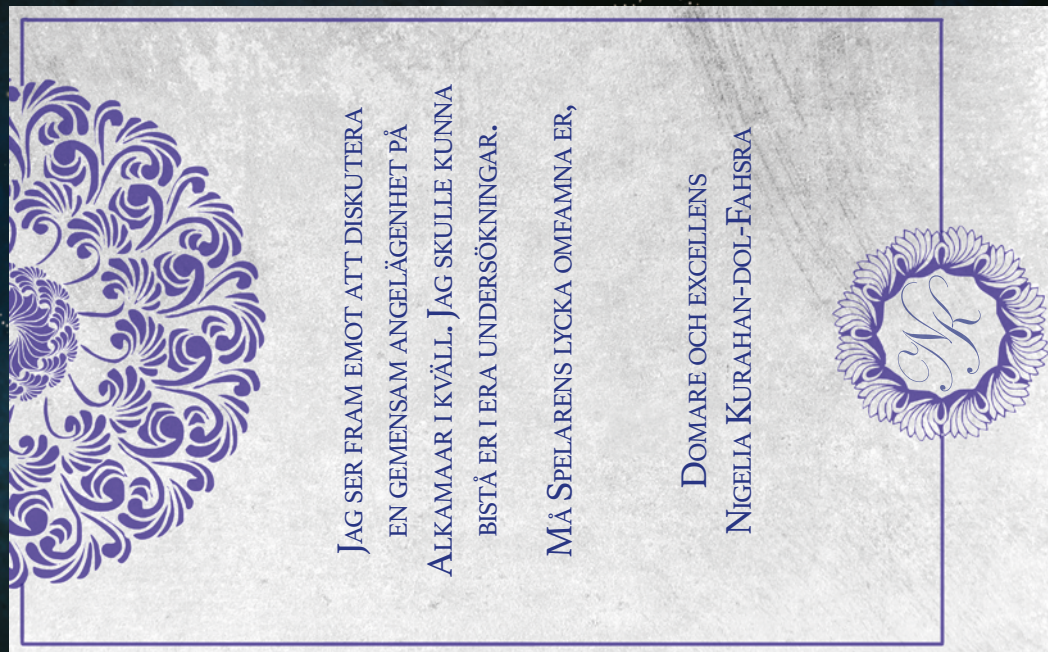 Jag ser fram emot att diskutera
en gemensam angelägenhet på
Alkamaar i kväll. Jag skulle kunna
bistå er i era undersökningar.
Må Spelarens lycka omfamna er,
Domare och excellens
Nigelia Kurahan-dol-Fahsra
NK